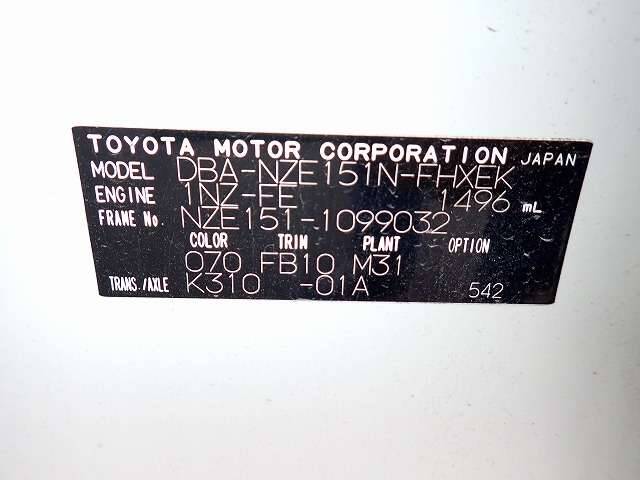 TOYOTA MOTOR CORPORATION JAPAN
MODEL DBA-NZE151N-FHXEK
ENGINE 1NZ-FE 1496 mL
FRAME No. NZE151-1099032
COLOR TRIM PLANT OPTION
070 FB10 M31
TRANS./AXLE K310 -01A 542